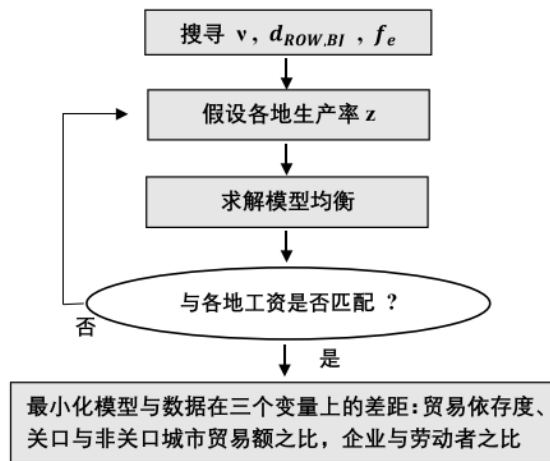 搜寻 ν, d_{ROW,BJ}, f_e
假设各地生产率 z
求解模型均衡
与各地工资是否匹配 ?
否
是
最小化模型与数据在三个变量上的差距:贸易依存度、
关口与非关口城市贸易额之比，企业与劳动者之比